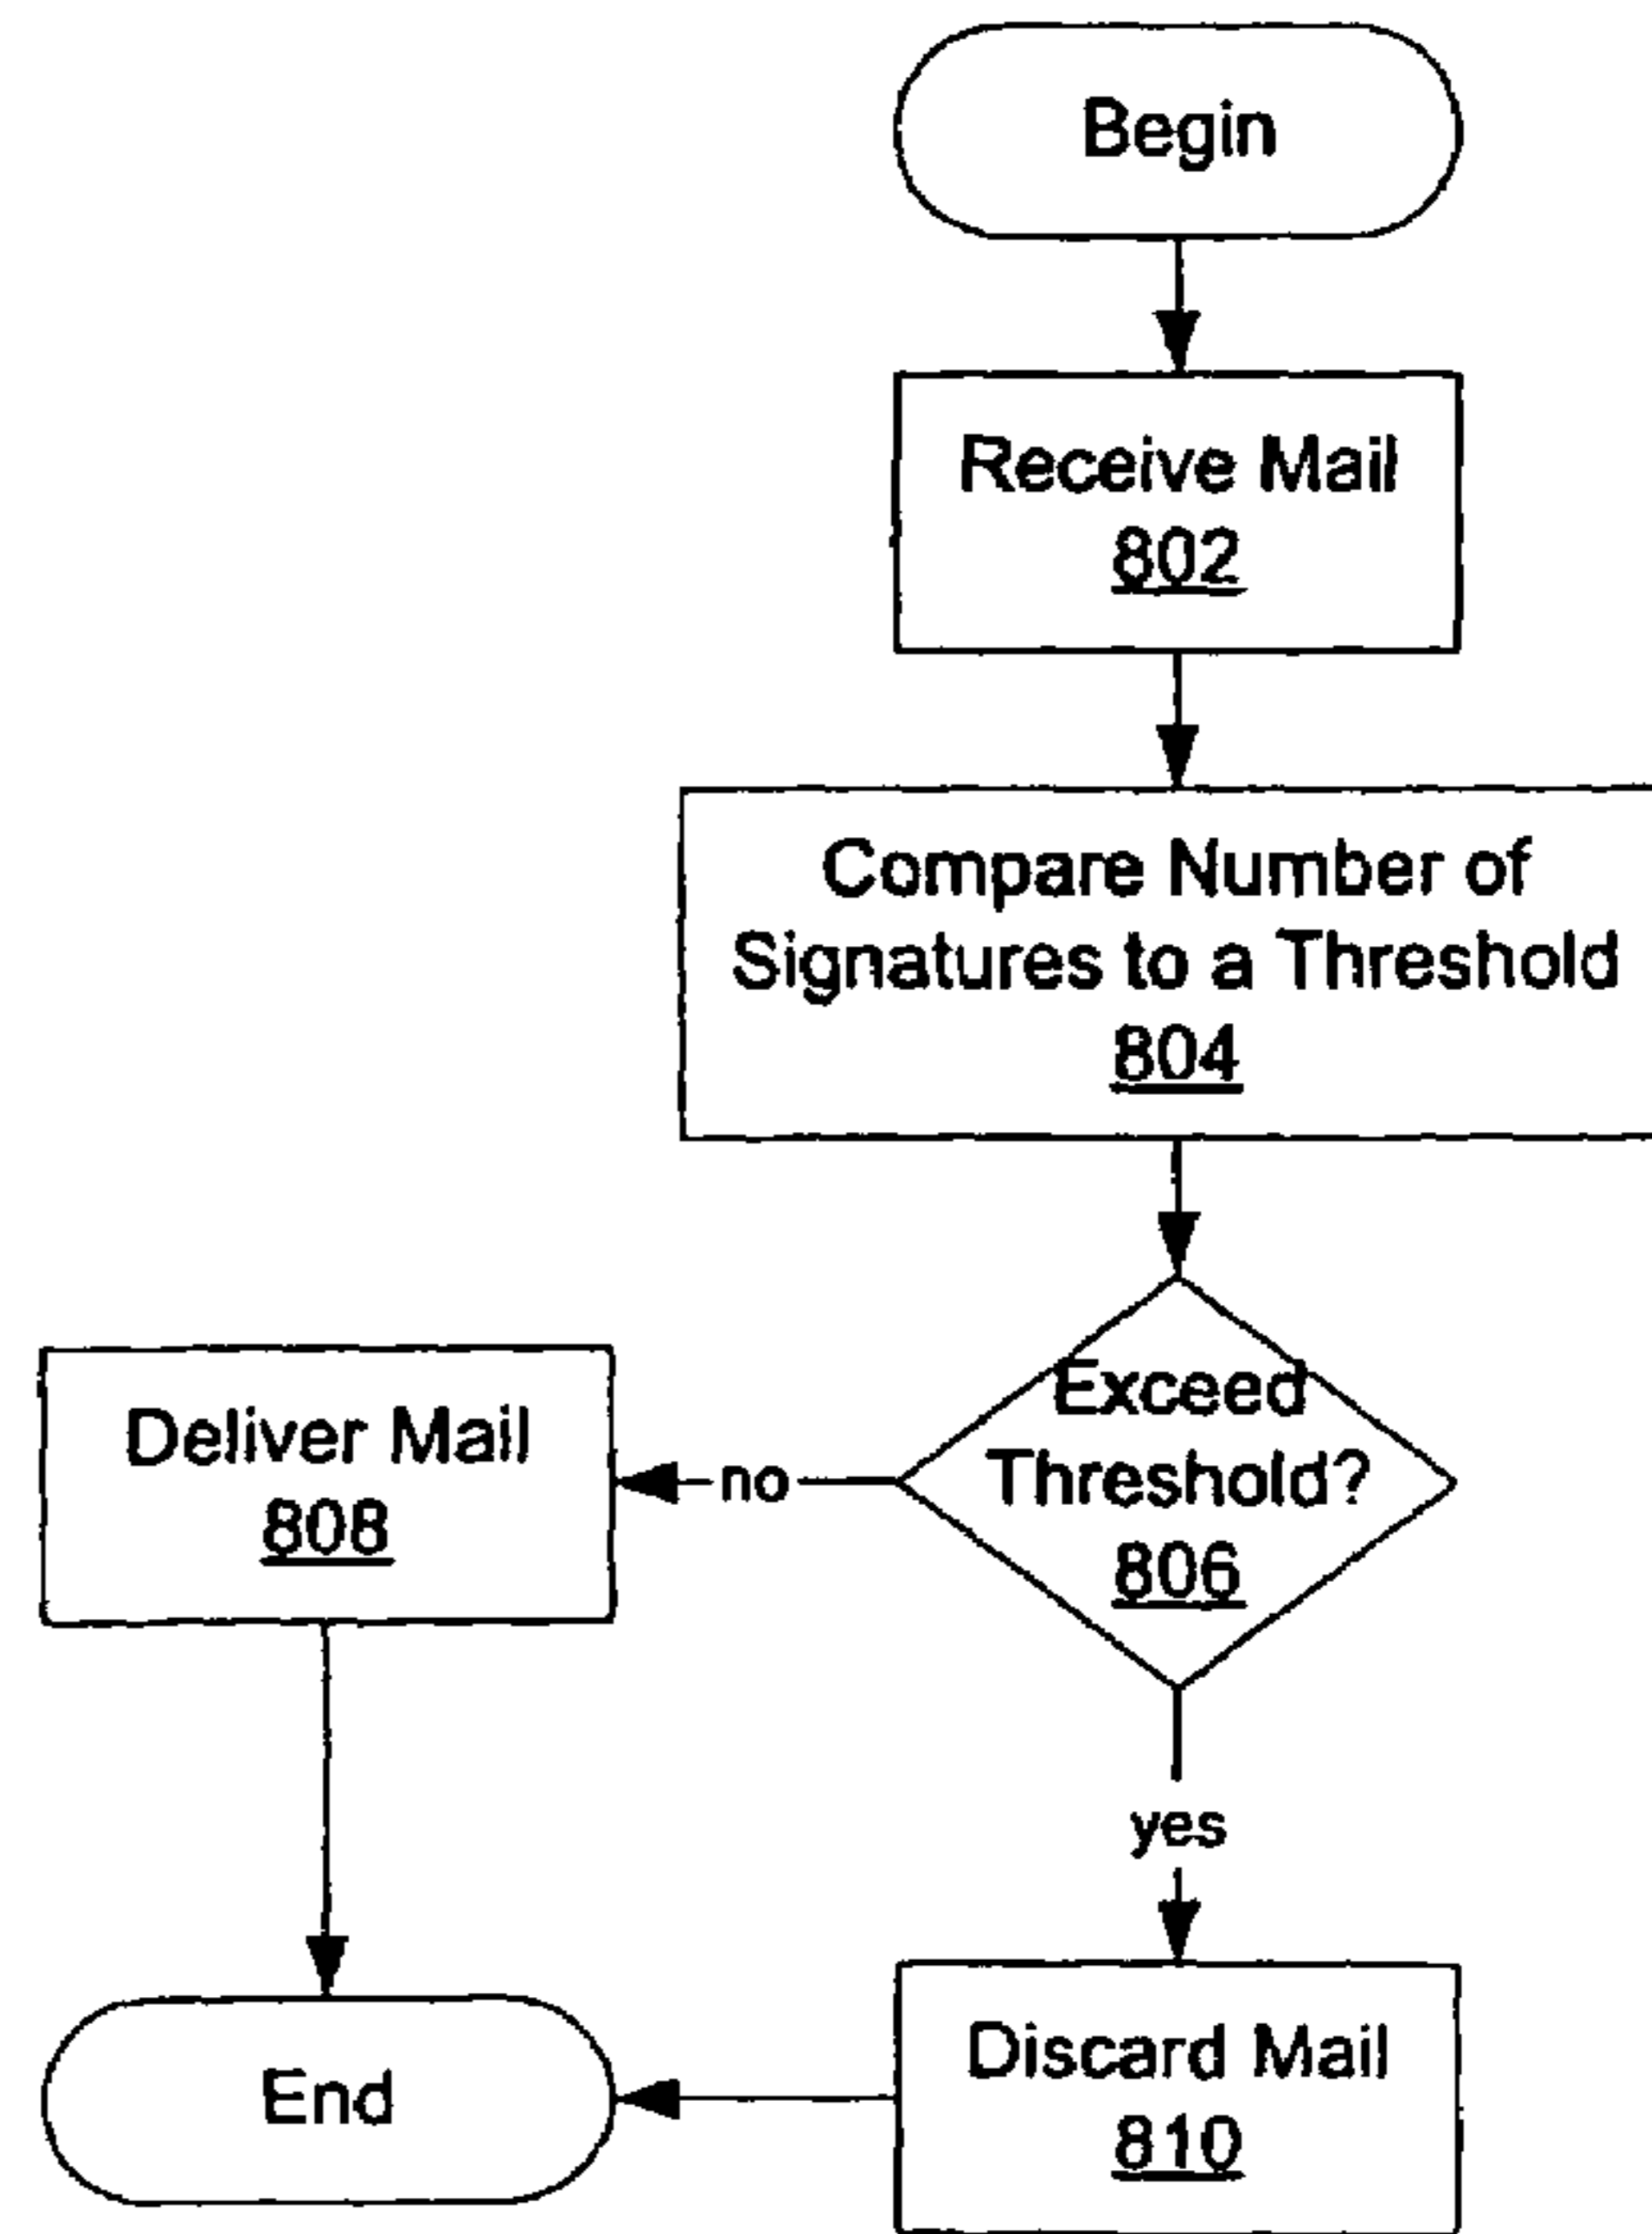 Begin
Receive Mail
802
Compare Number of
Signatures to a Threshold
804
Exceed
Threshold?
806
no
Deliver Mail
808
yes
Discard Mail
810
End